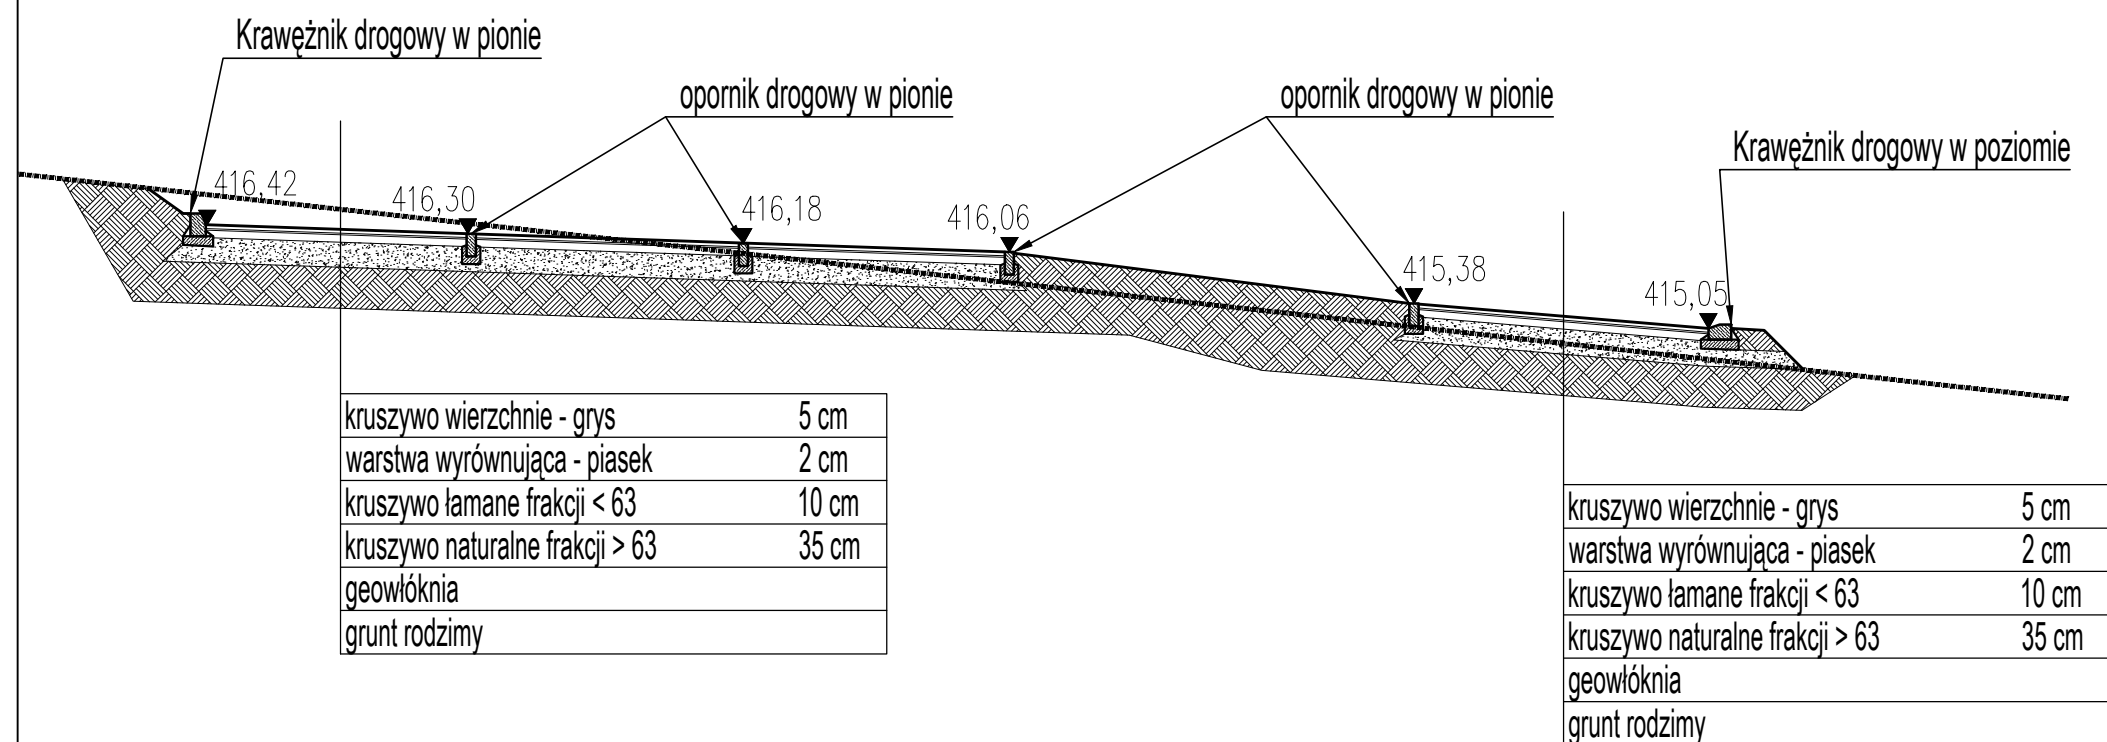 Krawężnik drogowy w pionie
opornik drogowy w pionie
opornik drogowy w pionie
Krawężnik drogowy w poziomie
416,42
416,30
416,18
416,06
415,38
415,05
kruszywo wierzchnie - grys 5 cm
warstwa wyrównująca - piasek 2 cm
kruszywo łamane frakcji < 63 10 cm
kruszywo naturalne frakcji > 63 35 cm
geowłóknia
grunt rodzimy
kruszywo wierzchnie - grys 5 cm
warstwa wyrównująca - piasek 2 cm
kruszywo łamane frakcji < 63 10 cm
kruszywo naturalne frakcji > 63 35 cm
geowłóknia
grunt rodzimy